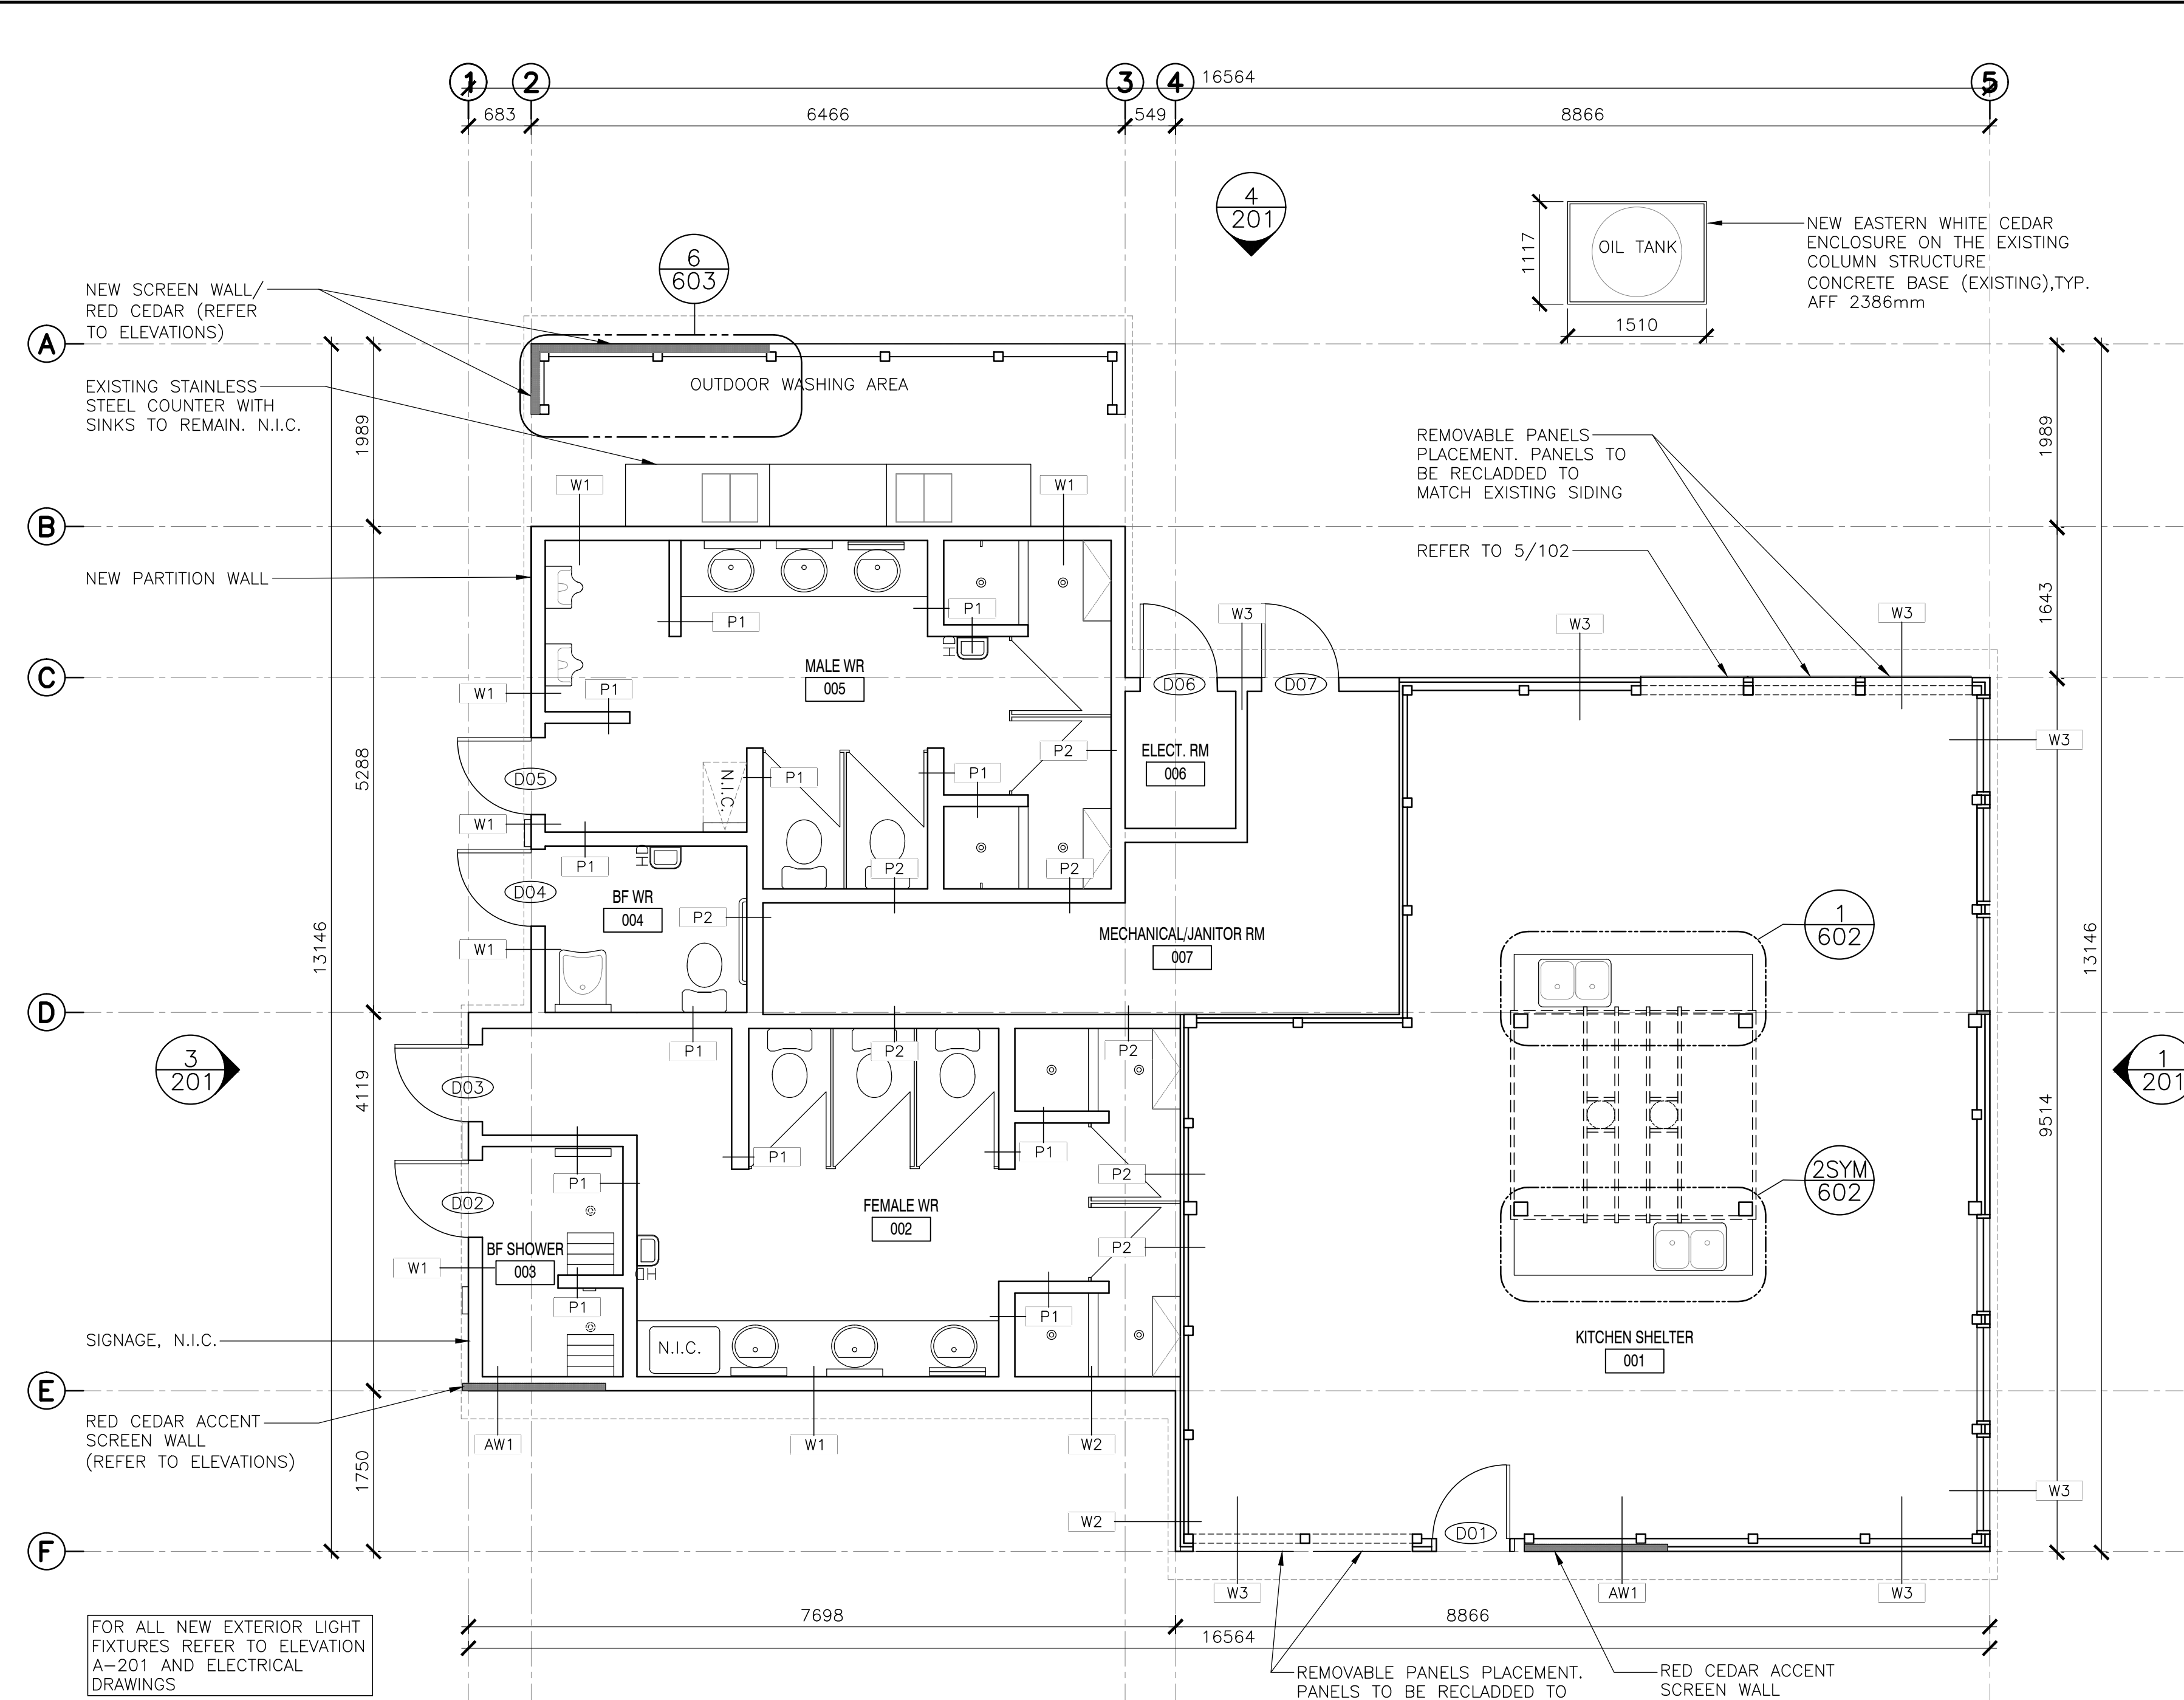 1
2
3
4
5
16564
683
6466
549
8866
4
201
1117
OIL TANK
1510
NEW EASTERN WHITE CEDAR
ENCLOSURE ON THE EXISTING
COLUMN STRUCTURE
CONCRETE BASE (EXISTING),TYP.
AFF 2386mm
6
603
NEW SCREEN WALL/
RED CEDAR (REFER
TO ELEVATIONS)
A
EXISTING STAINLESS
STEEL COUNTER WITH
SINKS TO REMAIN. N.I.C.
OUTDOOR WASHING AREA
1989
1989
REMOVABLE PANELS
PLACEMENT. PANELS TO
BE RECLADDED TO
MATCH EXISTING SIDING
W1
W1
B
REFER TO 5/102
NEW PARTITION WALL
1643
P1
P1
HD
W3
W3
W3
MALE WR
005
C
W1
P1
D06
D07
W3
5288
D05
N.I.C.
P1
P1
P2
ELECT. RM
006
W1
P1
HD
P2
P2
D04
BF WR
004
P2
W1
MECHANICAL/JANITOR RM
007
1
602
13146
13146
D
3
201
P1
P2
P2
1
201
4119
D03
P1
P1
9514
P2
P1
D02
2SYM
602
FEMALE WR
002
P2
BF SHOWER
003
W1
HD
P1
P1
SIGNAGE, N.I.C.
N.I.C.
KITCHEN SHELTER
001
E
RED CEDAR ACCENT
SCREEN WALL
(REFER TO ELEVATIONS)
AW1
W1
W2
1750
W3
W2
D01
F
W3
AW1
W3
7698
8866
16564
FOR ALL NEW EXTERIOR LIGHT
FIXTURES REFER TO ELEVATION
A-201 AND ELECTRICAL
DRAWINGS
REMOVABLE PANELS PLACEMENT.
PANELS TO BE RECLADDED TO
RED CEDAR ACCENT
SCREEN WALL